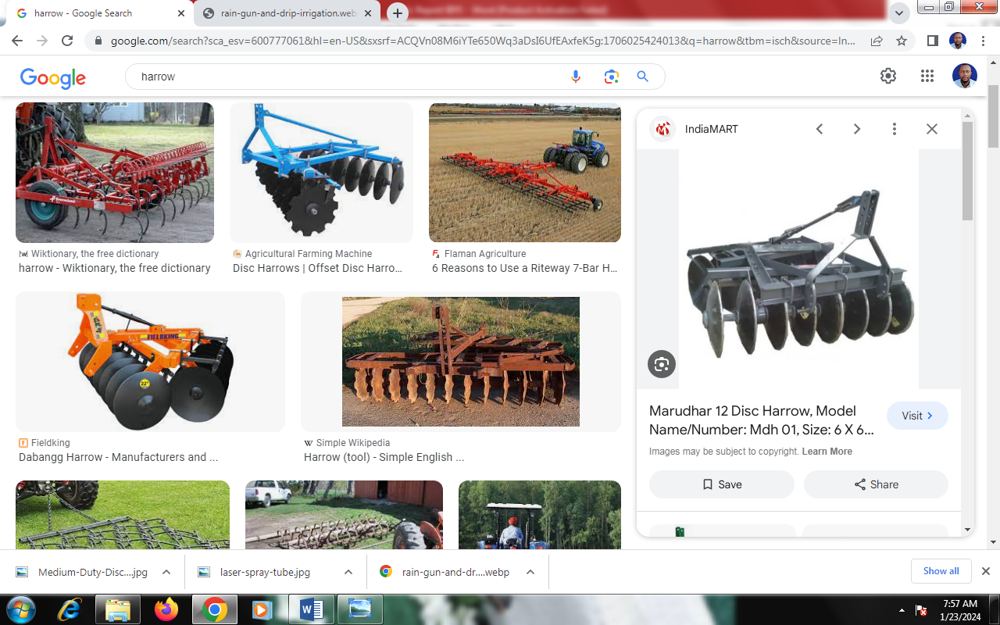 harrow - Google Search
rain-gun-and-drip-irrigation.web
google.com/search?sca_esv=600777061&hl=en-US&sxsrf=ACQVn08M6iYTe650Wq3aDsI6UfEAxfeK5g:1706025424013&q=harrow&tbm=isch&source=ln...
Google
harrow
IndiaMART
Wiktionary, the free dictionary
harrow - Wiktionary, the free dictionary
Agricultural Farming Machine
Disc Harrows | Offset Disc Harro...
Flaman Agriculture
6 Reasons to Use a Riteway 7-Bar H...
FIELDKING
22"
Fieldking
Dabangg Harrow - Manufacturers and ...
Simple Wikipedia
Harrow (tool) - Simple English ...
Marudhar 12 Disc Harrow, Model
Name/Number: Mdh 01, Size: 6 X 6...
Visit
Images may be subject to copyright. Learn More
Save
Share
Medium-Duty-Disc....jpg
laser-spray-tube.jpg
rain-gun-and-dr....webp
Show all
7:57 AM
1/23/2024